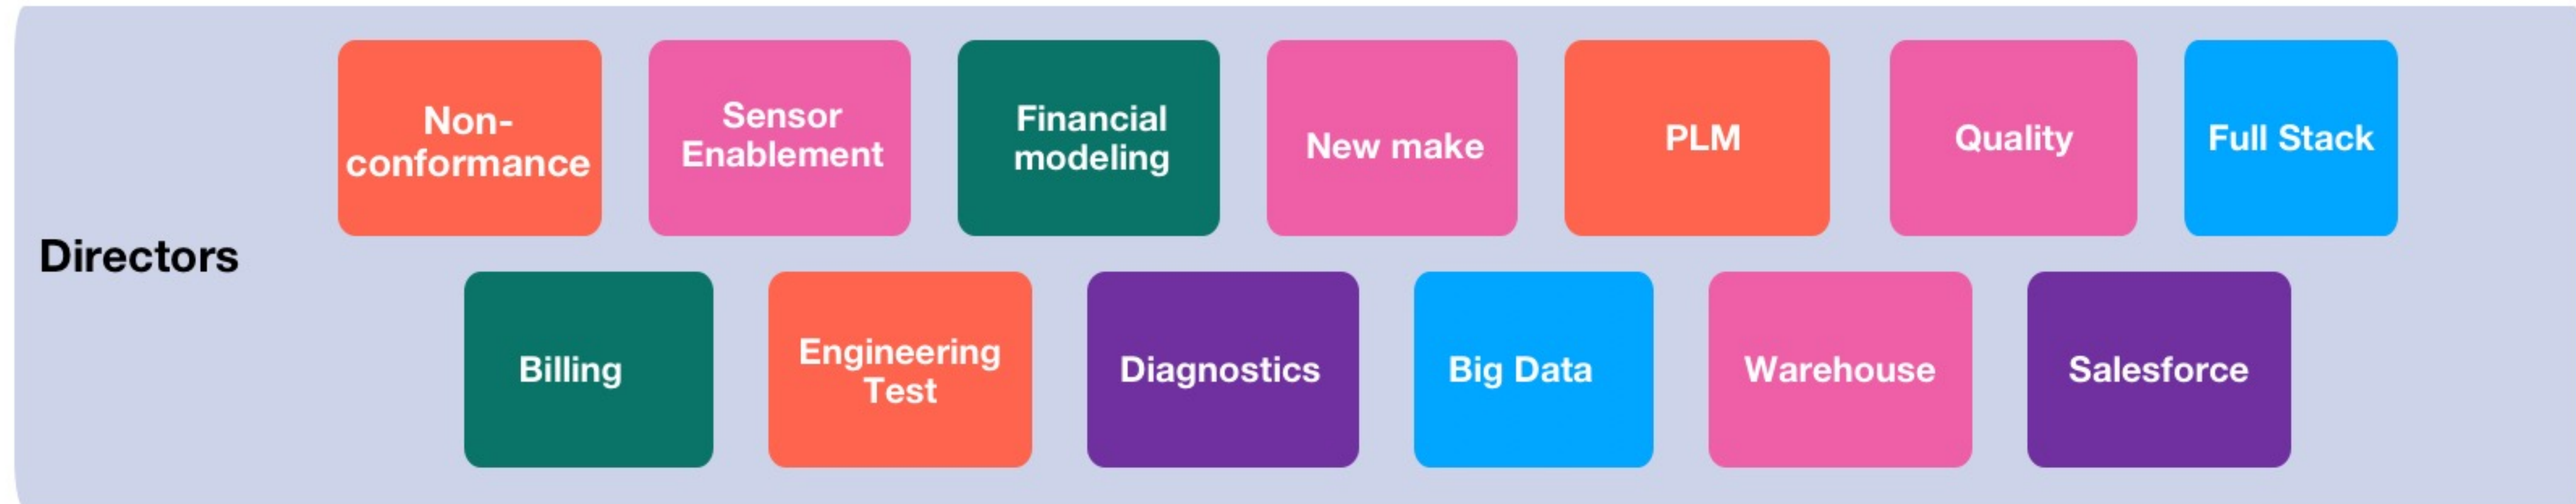 Directors
Non-
conformance
Sensor
Enablement
Financial
modeling
New make
PLM
Quality
Full Stack
Billing
Engineering
Test
Diagnostics
Big Data
Warehouse
Salesforce